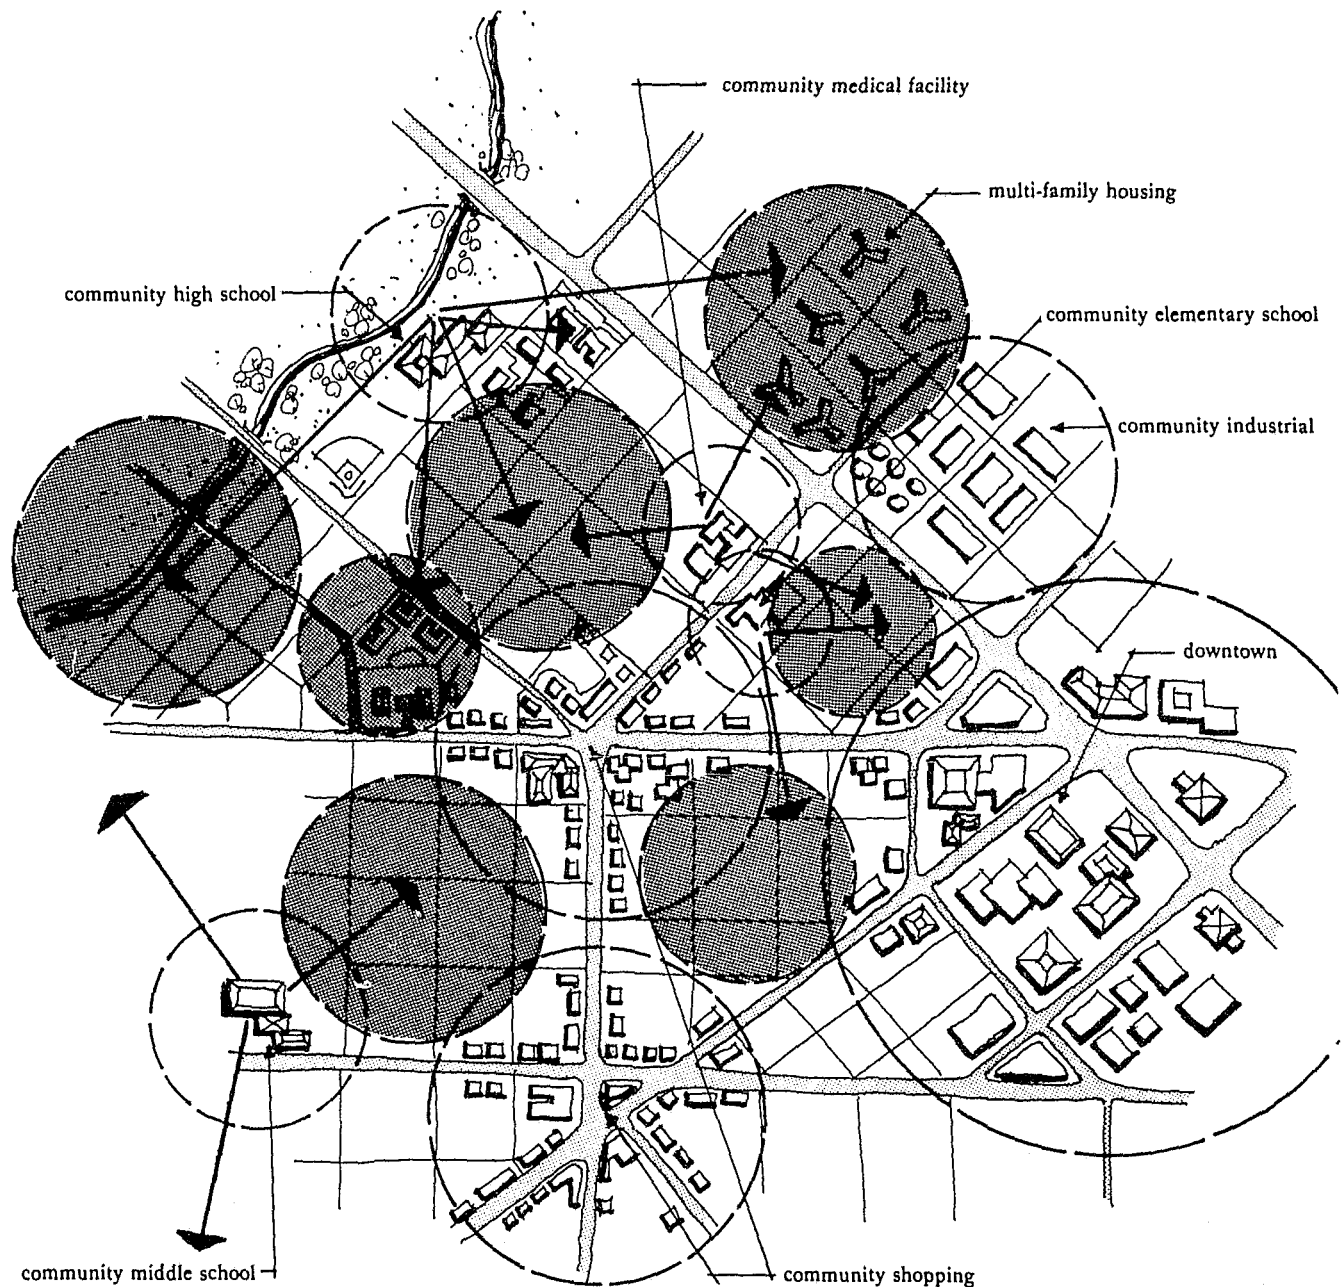 community medical facility
multi-family housing
community high school
community elementary school
community industrial
downtown
community middle school
community shopping